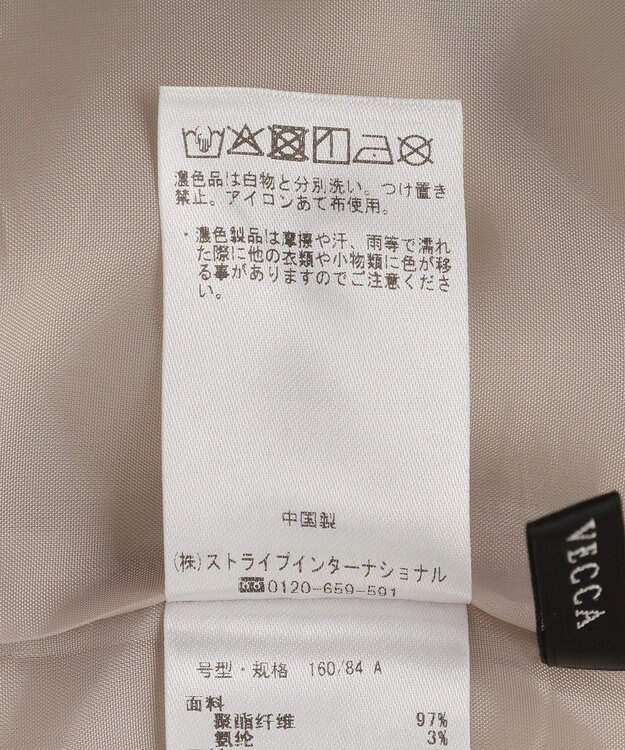 濃色品は白物と分別洗い。つけ置き
禁止。アイロンあて布使用。
・濃色製品は摩擦や汗、雨等で濡れ
た際に他の衣類や小物類に色が移
る事がありますのでご注意くださ
い。
中国製
(株)ストライプインターナショナル
0120-659-591
VECCA
号型・规格 160/84 A
面料
聚酯纤维 97%
氨纶 3%